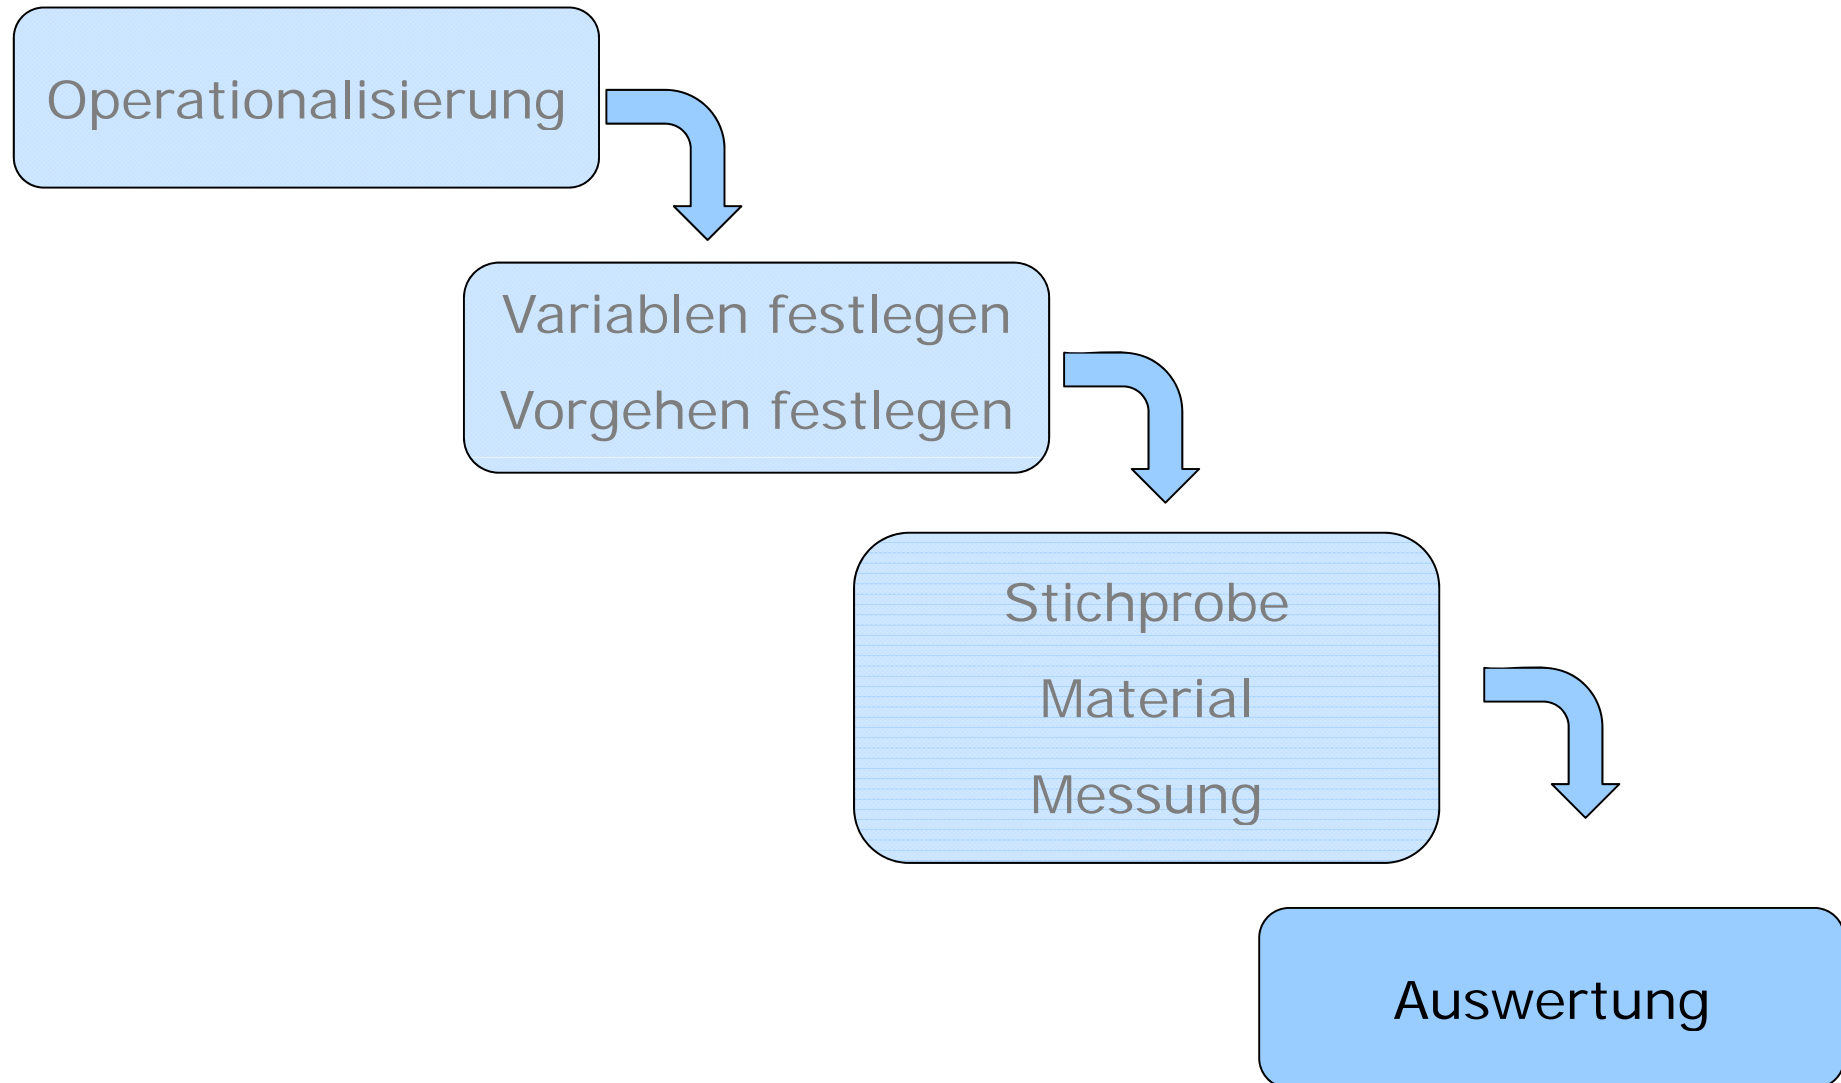 Operationalisierung
Variablen festlegen
Vorgehen festlegen
Stichprobe
Material
Messung
Auswertung